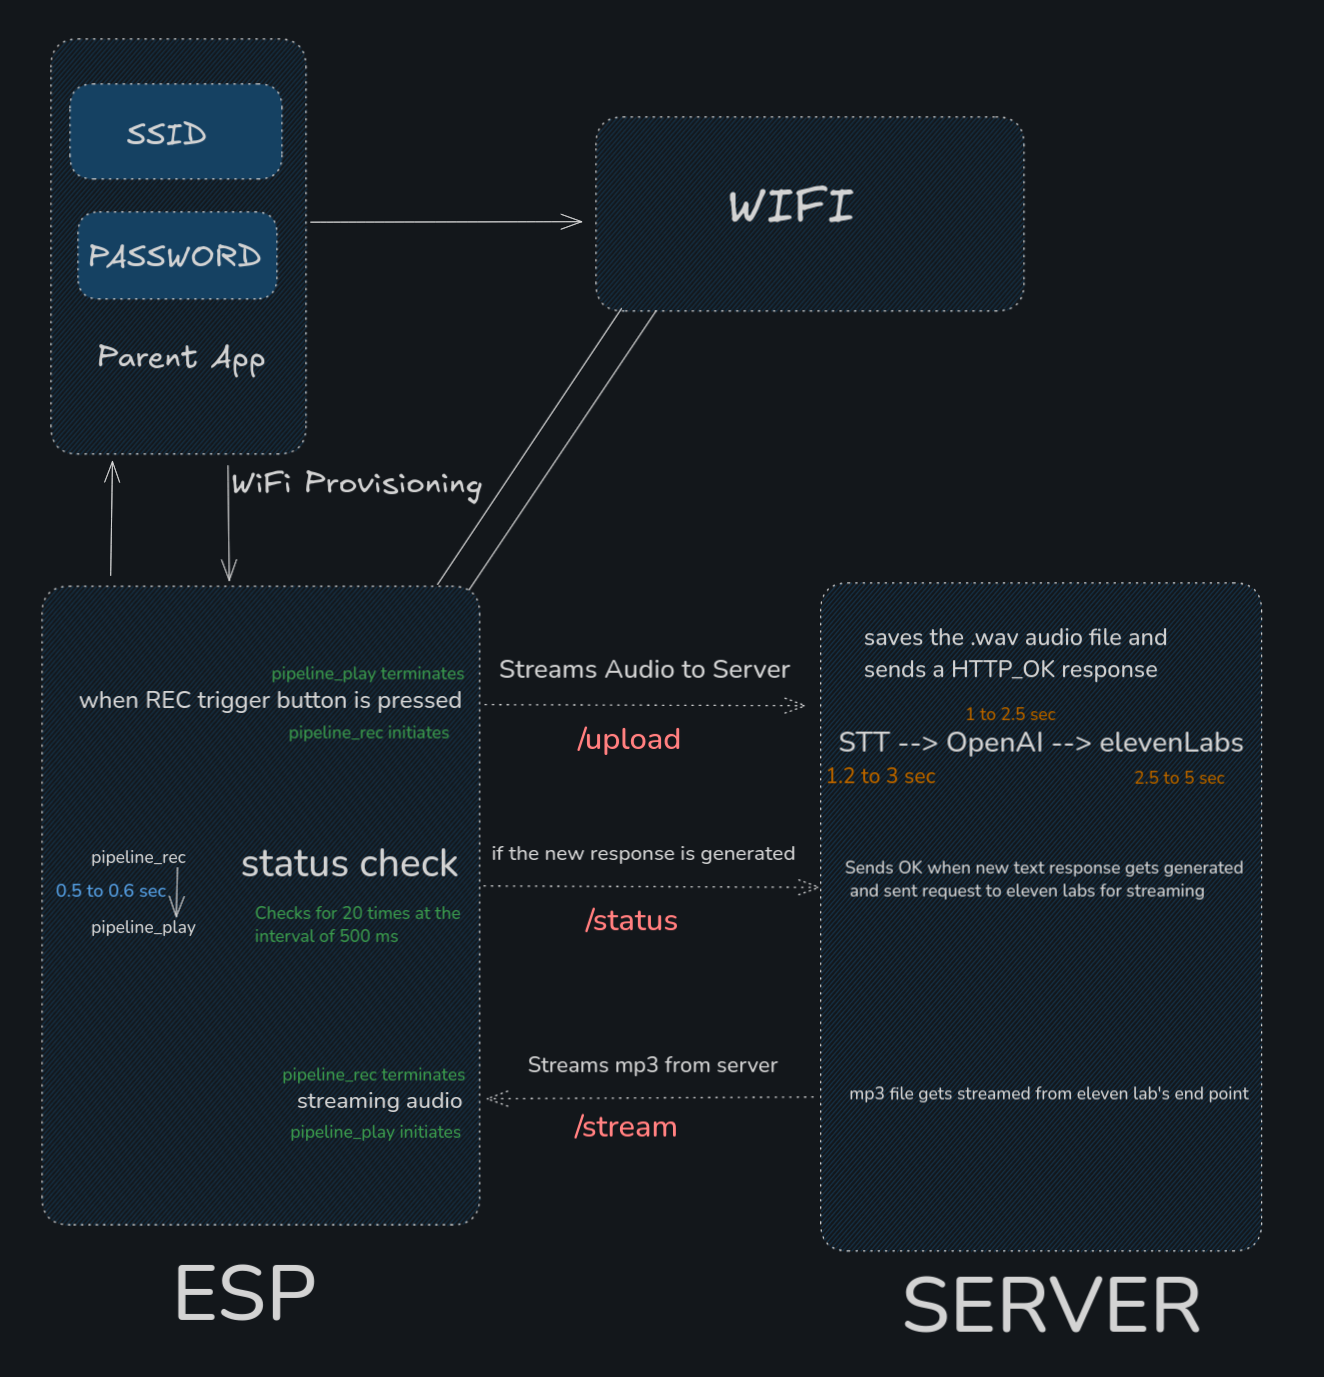 SSID
PASSWORD
Parent App
WIFI
WiFi Provisioning
pipeline_play terminates
when REC trigger button is pressed
pipeline_rec initiates
pipeline_rec
0.5 to 0.6 sec
pipeline_play
status check
Checks for 20 times at the
interval of 500 ms
pipeline_rec terminates
streaming audio
pipeline_play initiates
ESP
Streams Audio to Server
/upload
if the new response is generated
/status
Streams mp3 from server
/stream
saves the .wav audio file and
sends a HTTP_OK response
1 to 2.5 sec
STT --> OpenAI --> elevenLabs
1.2 to 3 sec
2.5 to 5 sec
Sends OK when new text response gets generated
and sent request to eleven labs for streaming
mp3 file gets streamed from eleven lab's end point
SERVER